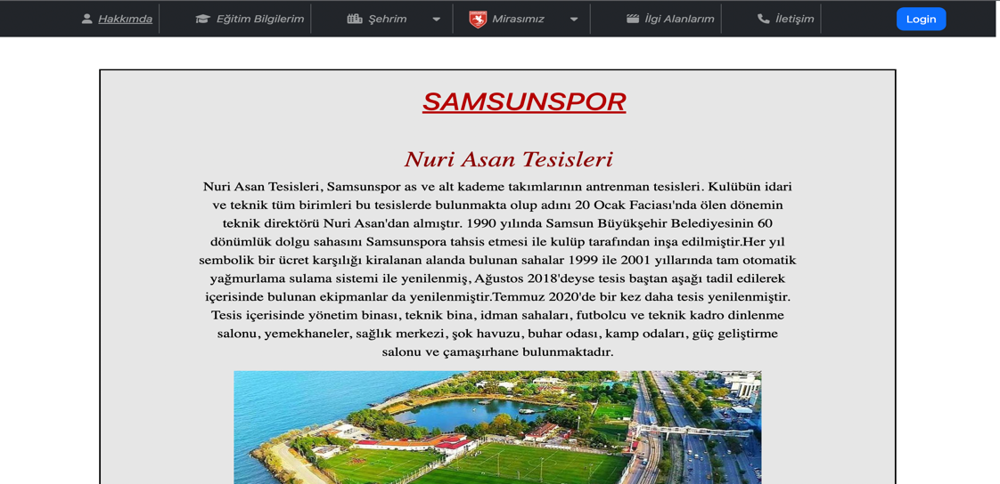 Hakkımda
Eğitim Bilgilerim
Şehrim
Mirasımız
İlgi Alanlarım
İletişim
Login
SAMSUNSPOR
Nuri Asan Tesisleri
Nuri Asan Tesisleri, Samsunspor as ve alt kademe takımlarının antrenman tesisleri. Kulübün idari
ve teknik tüm birimleri bu tesislerde bulunmakta olup adını 20 Ocak Faciası'nda ölen dönemin
teknik direktörü Nuri Asan'dan almıştır. 1990 yılında Samsun Büyükşehir Belediyesinin 60
dönümlük dolgu sahasını Samsunspora tahsis etmesi ile kulüp tarafından inşa edilmiştir.Her yıl
sembolik bir ücret karşılığı kiralanan alanda bulunan sahalar 1999 ile 2001 yıllarında tam otomatik
yağmurlama sulama sistemi ile yenilenmiş, Ağustos 2018'deyse tesis baştan aşağı tadil edilerek
içerisinde bulunan ekipmanlar da yenilenmiştir.Temmuz 2020'de bir kez daha tesis yenilenmiştir.
Tesis içerisinde yönetim binası, teknik bina, idman sahaları, futbolcu ve teknik kadro dinlenme
salonu, yemekhaneler, sağlık merkezi, şok havuzu, buhar odası, kamp odaları, güç geliştirme
salonu ve çamaşırhane bulunmaktadır.